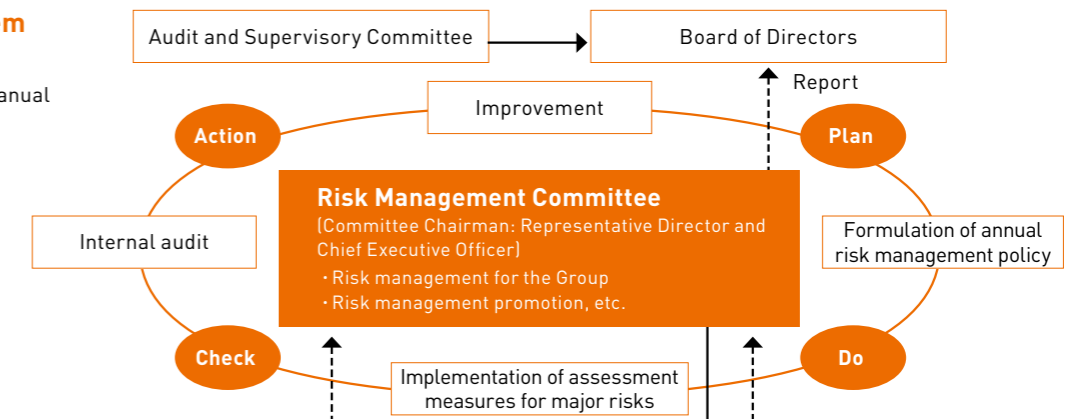 em
Audit and Supervisory Committee
Board of Directors
anual
Report
Improvement
Action
Plan
Risk Management Committee
(Committee Chairman: Representative Director and
Chief Executive Officer)
・Risk management for the Group
・Risk management promotion, etc.
Internal audit
Formulation of annual
risk management policy
Check
Do
Implementation of assessment
measures for major risks